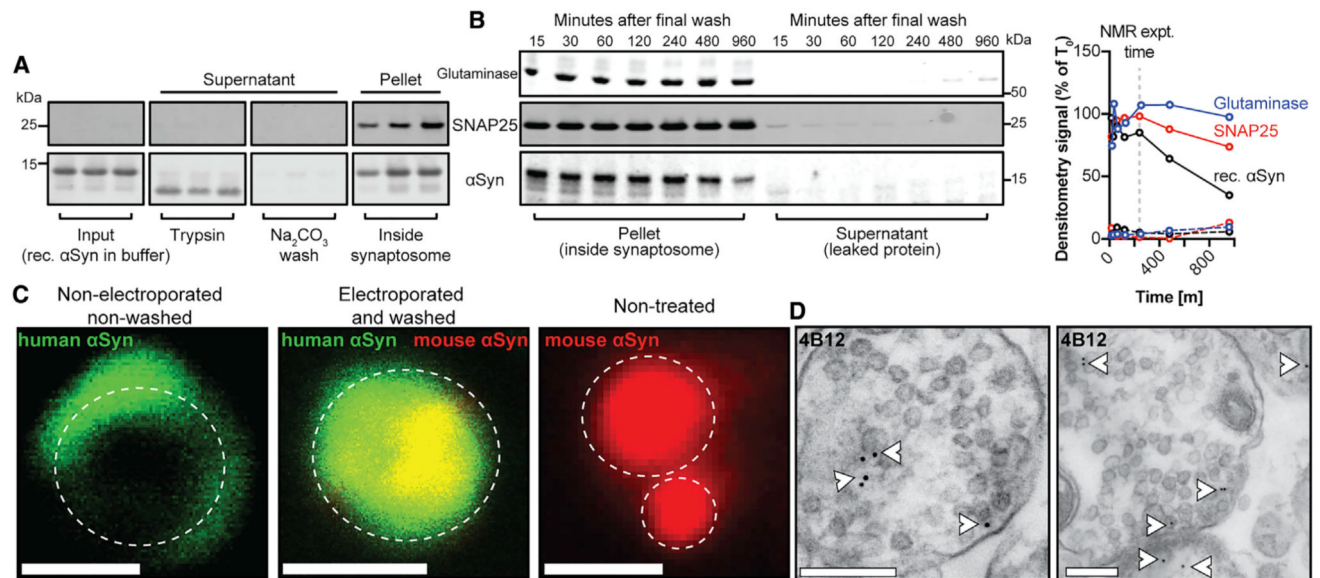 A
kDa
25
15
Supernatant
Pellet
Input
(rec. αSyn in buffer)
Trypsin
Na₂CO₃
wash
Inside
synaptosome
B
Minutes after final wash
Minutes after final wash
15 30 60 120 240 480 960
15 30 60 120 240 480 960
kDa
Glutaminase
SNAP25
αSyn
50
25
15
Pellet
(inside synaptosome)
Supernatant
(leaked protein)
NMR expt.
time
Densitometry signal (% of T₀)
150
100
50
0
0 400 800
Time [m]
Glutaminase
SNAP25
rec. αSyn
C
Non-electroporated
non-washed
human αSyn
Electroporated
and washed
human αSyn mouse αSyn
Non-treated
mouse αSyn
D
4B12
4B12